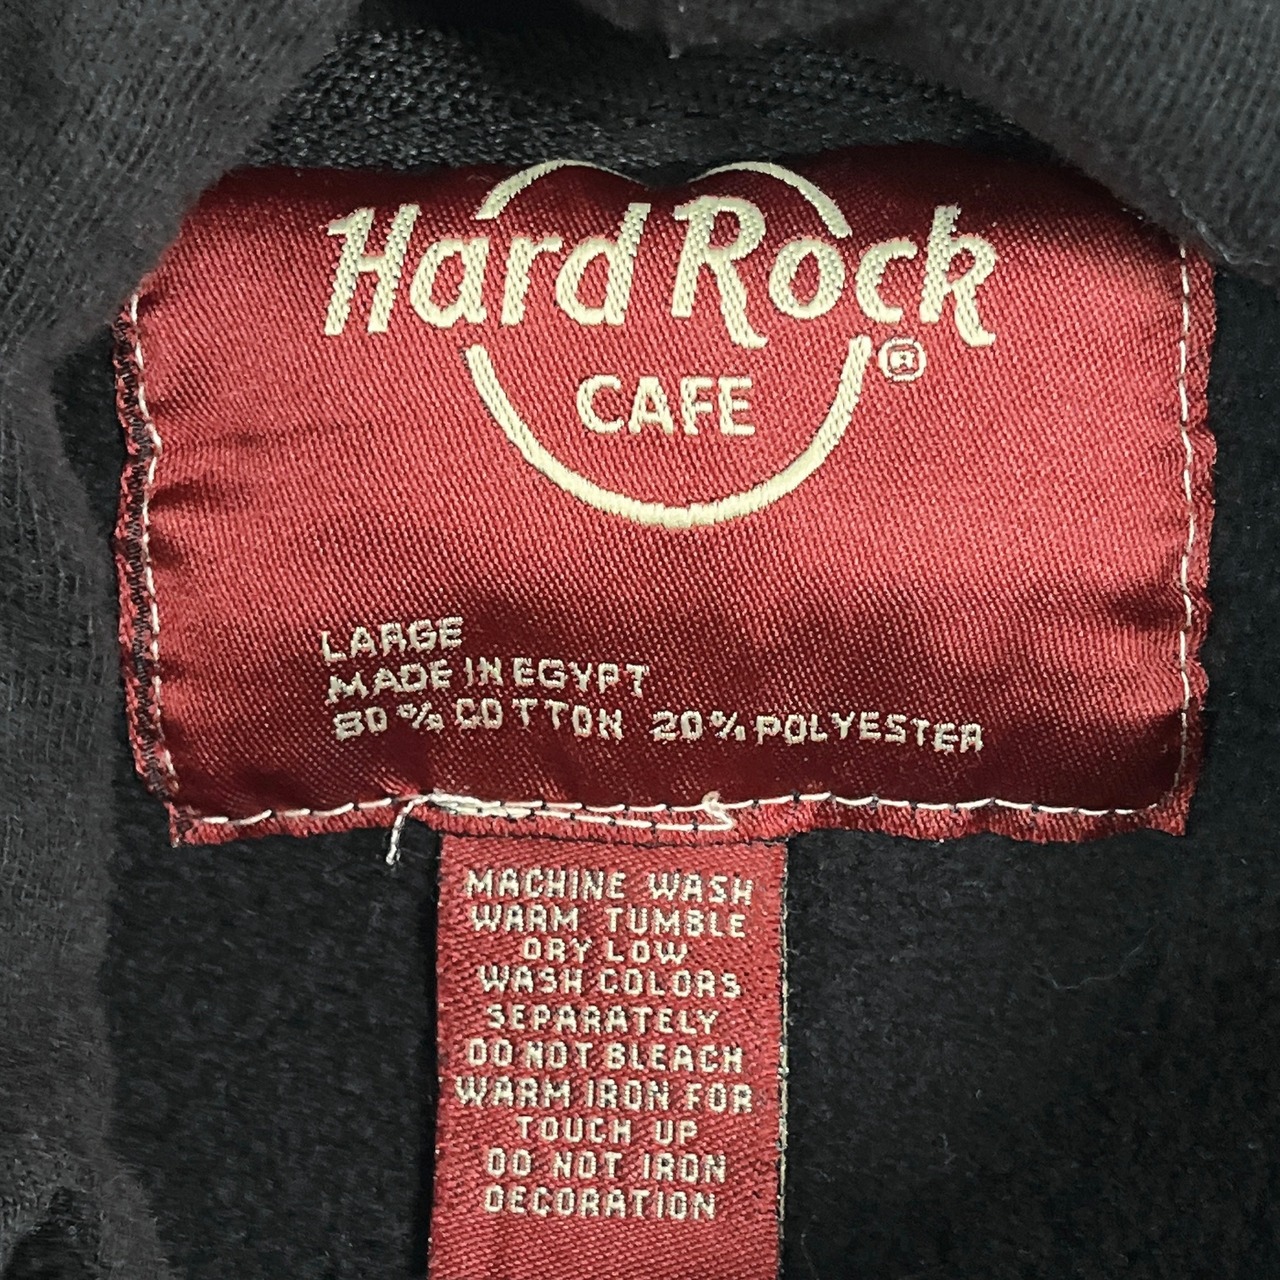 Hard Rock
CAFE
®
LARGE
MADE IN EGYPT
80% COTTON 20% POLYESTER
MACHINE WASH
WARM TUMBLE
DRY LOW
WASH COLORS
SEPARATELY
DO NOT BLEACH
WARM IRON FOR
TOUCH UP
DO NOT IRON
DECORATION